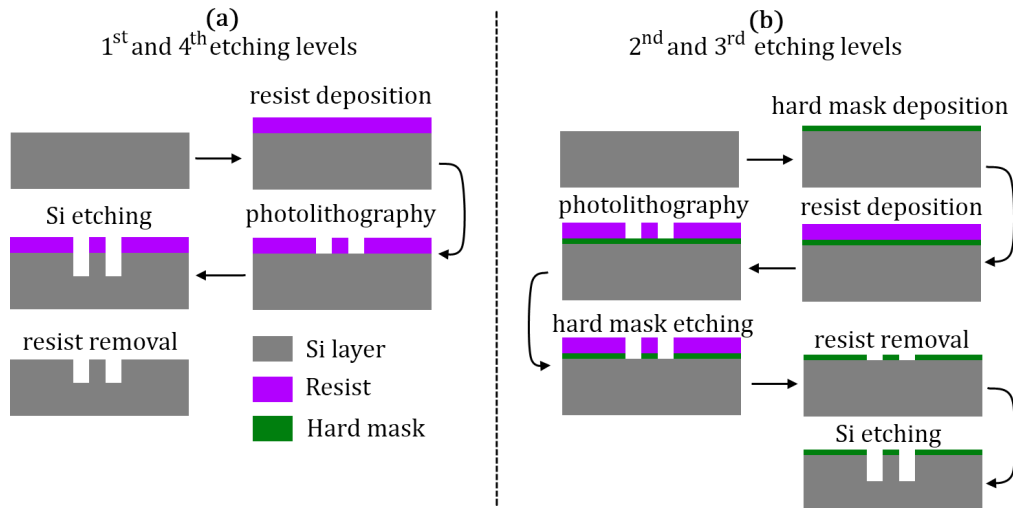 (a)
1st and 4th etching levels
resist deposition
Si etching
photolithography
resist removal
Si layer
Resist
Hard mask
(b)
2nd and 3rd etching levels
hard mask deposition
photolithography
resist deposition
hard mask etching
resist removal
Si etching